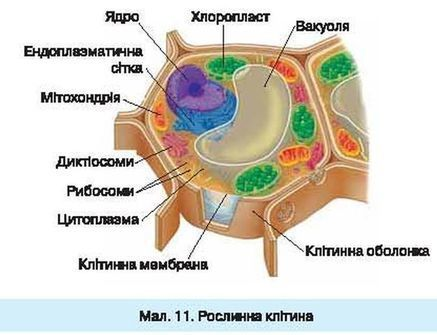 Ядро
Хлоропласт
Вакуоля
Ендоплазматична
сітка
Мітохондрія
Диктіосоми
Рибосоми
Цитоплазма
Клітинна мембрана
Клітинна оболонка
Мал. 11. Рослинна клітина